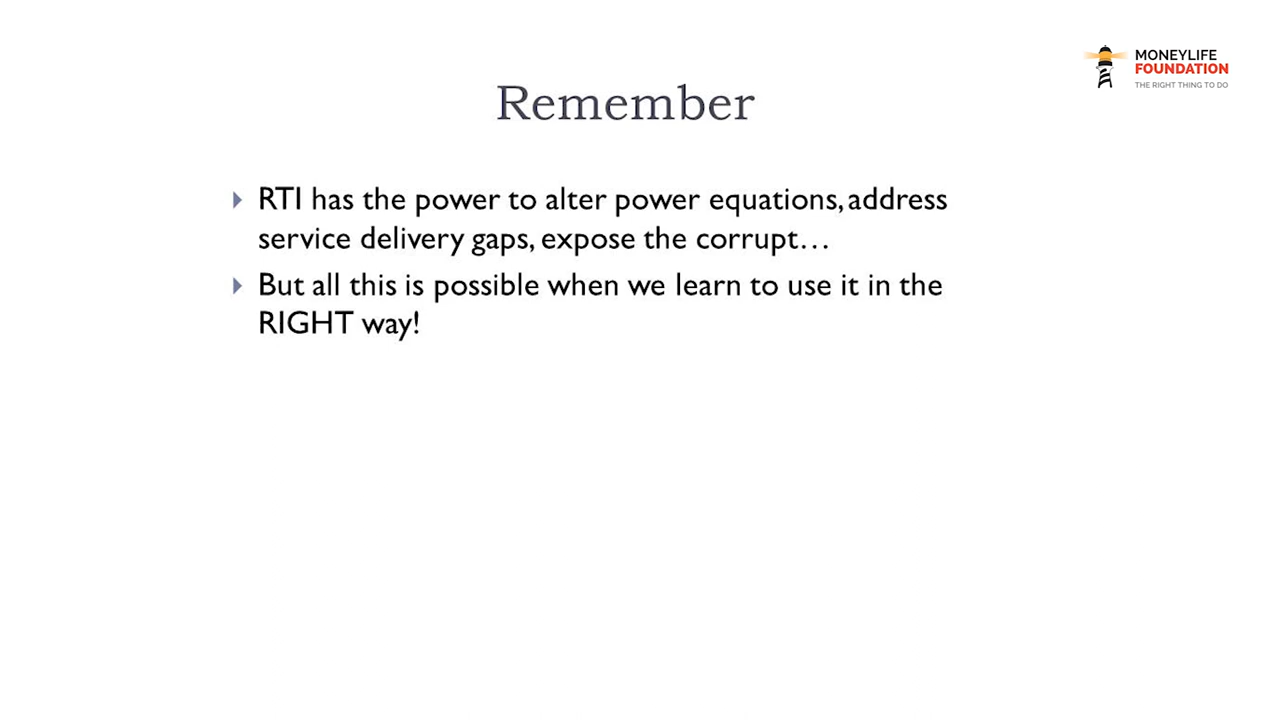 MONEYLIFE
FOUNDATION
THE RIGHT THING TO DO
Remember
RTI has the power to alter power equations, address
service delivery gaps, expose the corrupt…
But all this is possible when we learn to use it in the
RIGHT way!